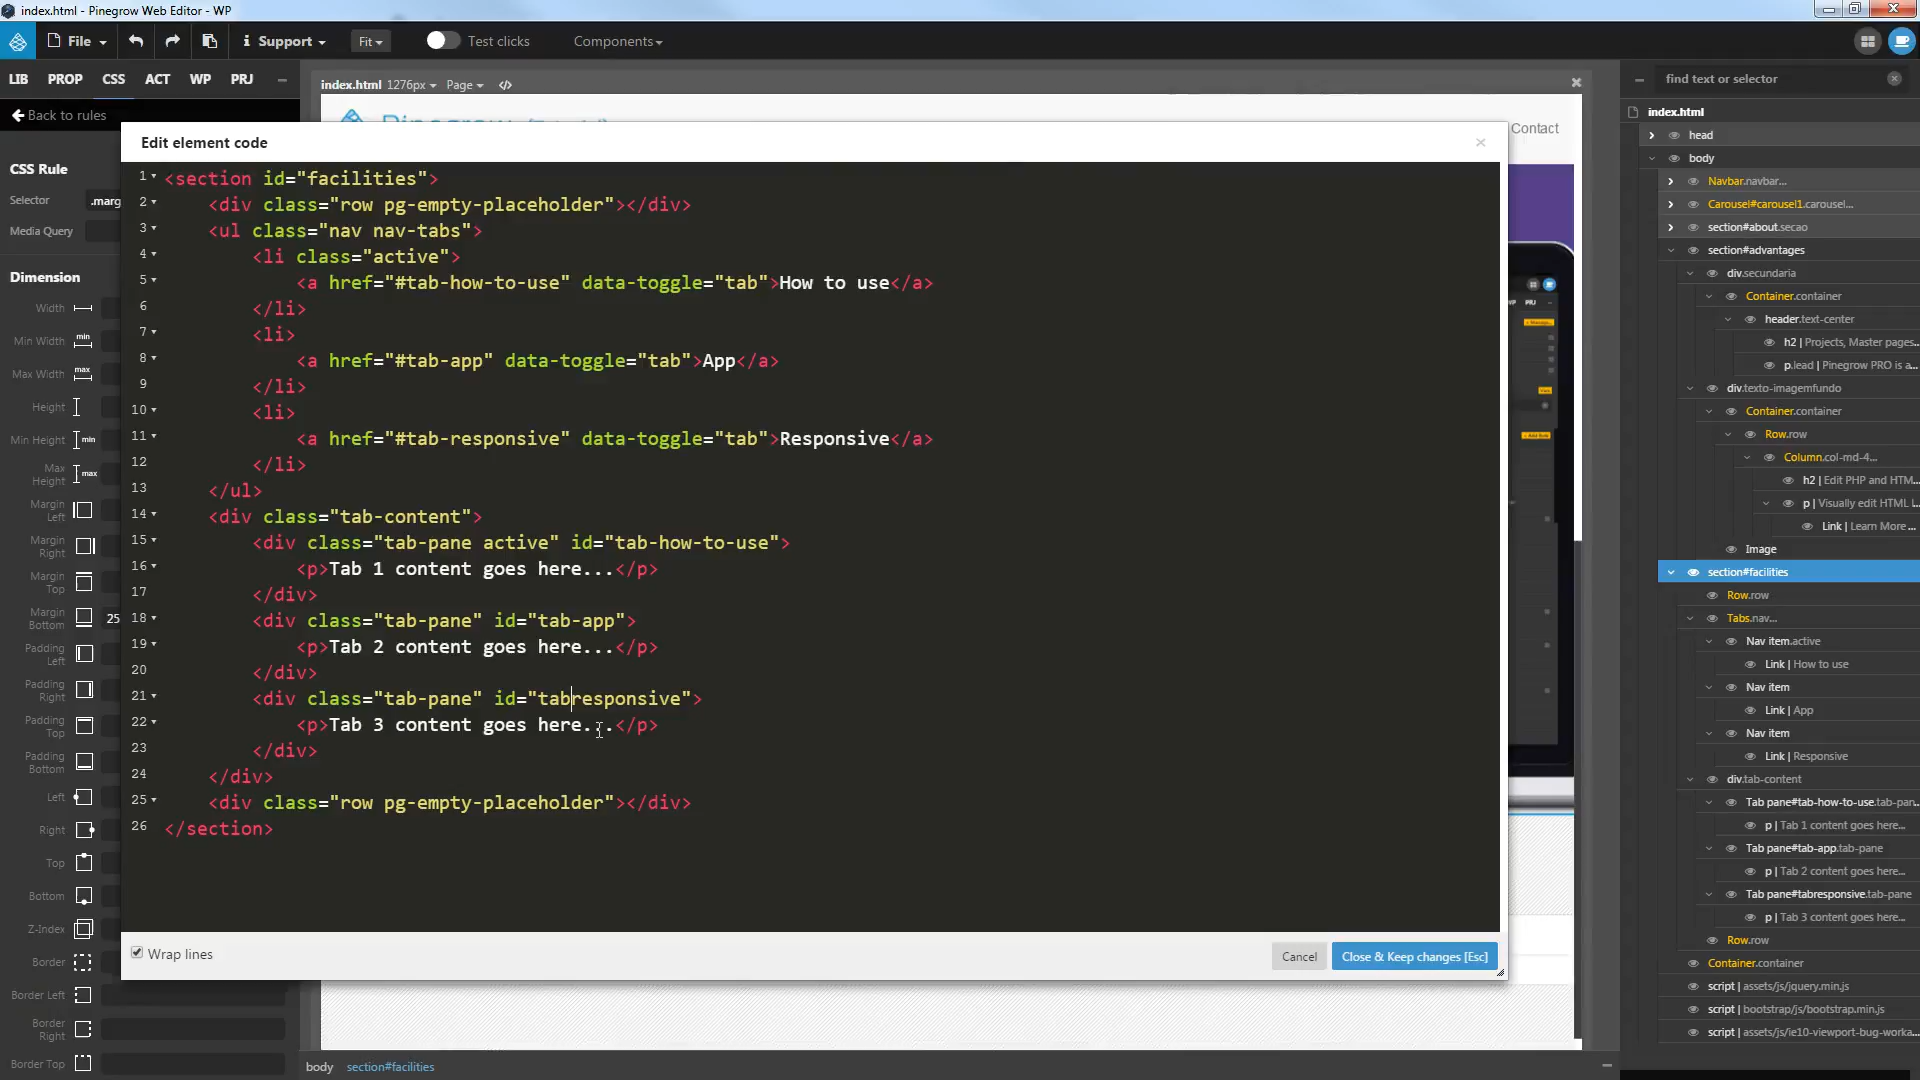 index.html - Pinegrow Web Editor - WP
File
Support
Fit
Test clicks
Components
LIB PROP CSS ACT WP PRJ
Back to rules
CSS Rule
Selector .marg
Media Query
Dimension
Width
Min Width min
Max Width max
Height
Min Height min
Max Height max
Margin Left
Margin Right
Margin Top
Margin Bottom 25
Padding Left
Padding Right
Padding Top
Padding Bottom
Left
Right
Top
Bottom
Z-Index
Border
Border Left
Border Right
Border Top
index.html 1276px Page
Contact
Edit element code
1 <section id="facilities">
2 <div class="row pg-empty-placeholder"></div>
3 <ul class="nav nav-tabs">
4 <li class="active">
5 <a href="#tab-how-to-use" data-toggle="tab">How to use</a>
6 </li>
7 <li>
8 <a href="#tab-app" data-toggle="tab">App</a>
9 </li>
10 <li>
11 <a href="#tab-responsive" data-toggle="tab">Responsive</a>
12 </li>
13 </ul>
14 <div class="tab-content">
15 <div class="tab-pane active" id="tab-how-to-use">
16 <p>Tab 1 content goes here...</p>
17 </div>
18 <div class="tab-pane" id="tab-app">
19 <p>Tab 2 content goes here...</p>
20 </div>
21 <div class="tab-pane" id="tabresponsive">
22 <p>Tab 3 content goes here...</p>
23 </div>
24 </div>
25 <div class="row pg-empty-placeholder"></div>
26 </section>
Wrap lines
Cancel
Close & Keep changes [Esc]
body section#facilities
find text or selector
index.html
head
body
Navbar.navbar...
Carousel#carousel1.carousel...
section#about.secao
section#advantages
div.secundaria
Container.container
header.text-center
h2 | Projects, Master pages...
p.lead | Pinegrow PRO is a...
div.texto-imagemfundo
Container.container
Row.row
Column.col-md-4...
h2 | Edit PHP and HTM...
p | Visually edit HTML l...
Link | Learn More ...
Image
section#facilities
Row.row
Tabs.nav...
Nav item.active
Link | How to use
Nav item
Link | App
Nav item
Link | Responsive
div.tab-content
Tab pane#tab-how-to-use.tab-pan...
p | Tab 1 content goes here...
Tab pane#tab-app.tab-pane
p | Tab 2 content goes here...
Tab pane#tabresponsive.tab-pane
p | Tab 3 content goes here...
Row.row
Container.container
script | assets/js/jquery.min.js
script | bootstrap/js/bootstrap.min.js
script | assets/js/ie10-viewport-bug-worka...